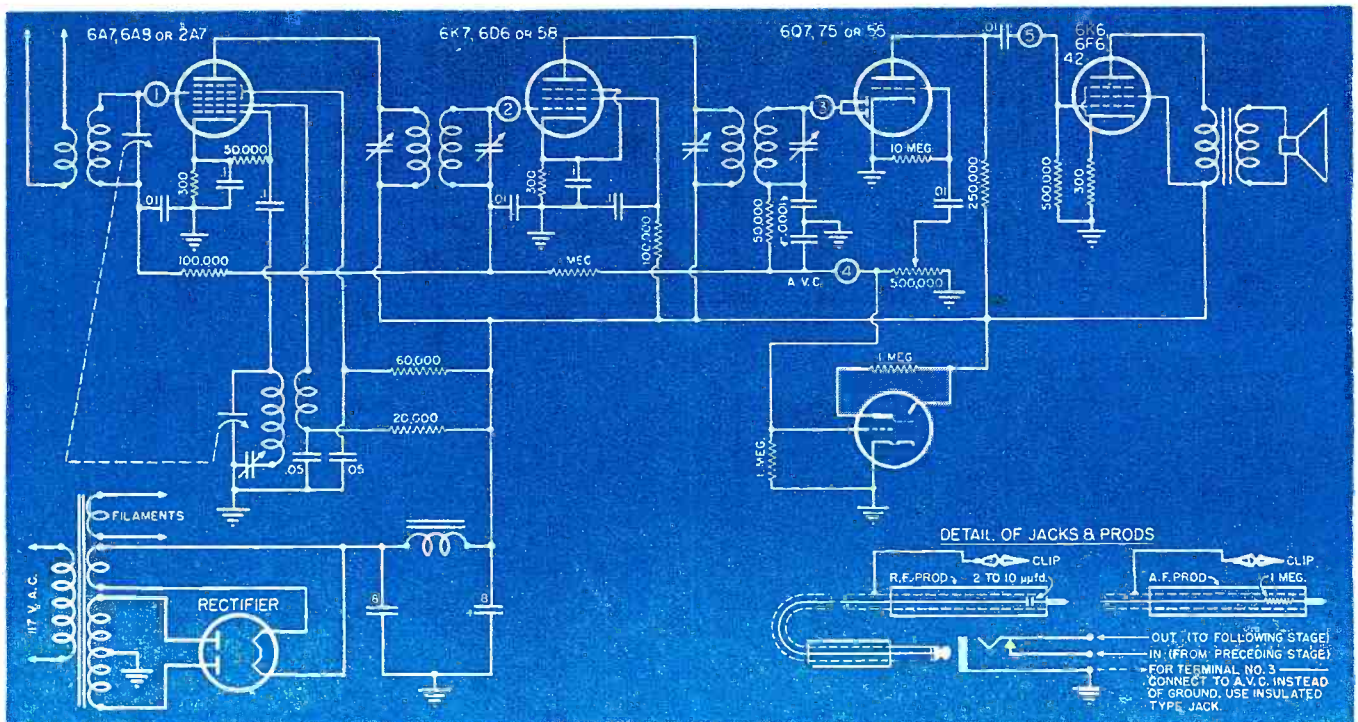 6A7, 6A8 OR 2A7
6K7, 6D6 OR 58
6Q7, 75 OR 55
.01
5
6K6,
6F6,
42
1
2
3
50,000
300
.1
.01
.1
100,000
300
.1
.01
.1
100,000
1 MEG
50,000
.0001
10 MEG.
.01
250,000
500,000
300
A.V.C.
4
500,000
60,000
20,000
.05
.05
1 MEG
1 MEG.
FILAMENTS
117 V. A.C.
RECTIFIER
8
8
+
DETAIL OF JACKS & PRODS
CLIP
CLIP
R.F. PROD
2 TO 10 µµfd.
A.F. PROD
1 MEG.
OUT (TO FOLLOWING STAGE)
IN (FROM PRECEDING STAGE)
FOR TERMINAL NO. 3
CONNECT TO A.V.C. INSTEAD
OF GROUND. USE INSULATED
TYPE JACK.